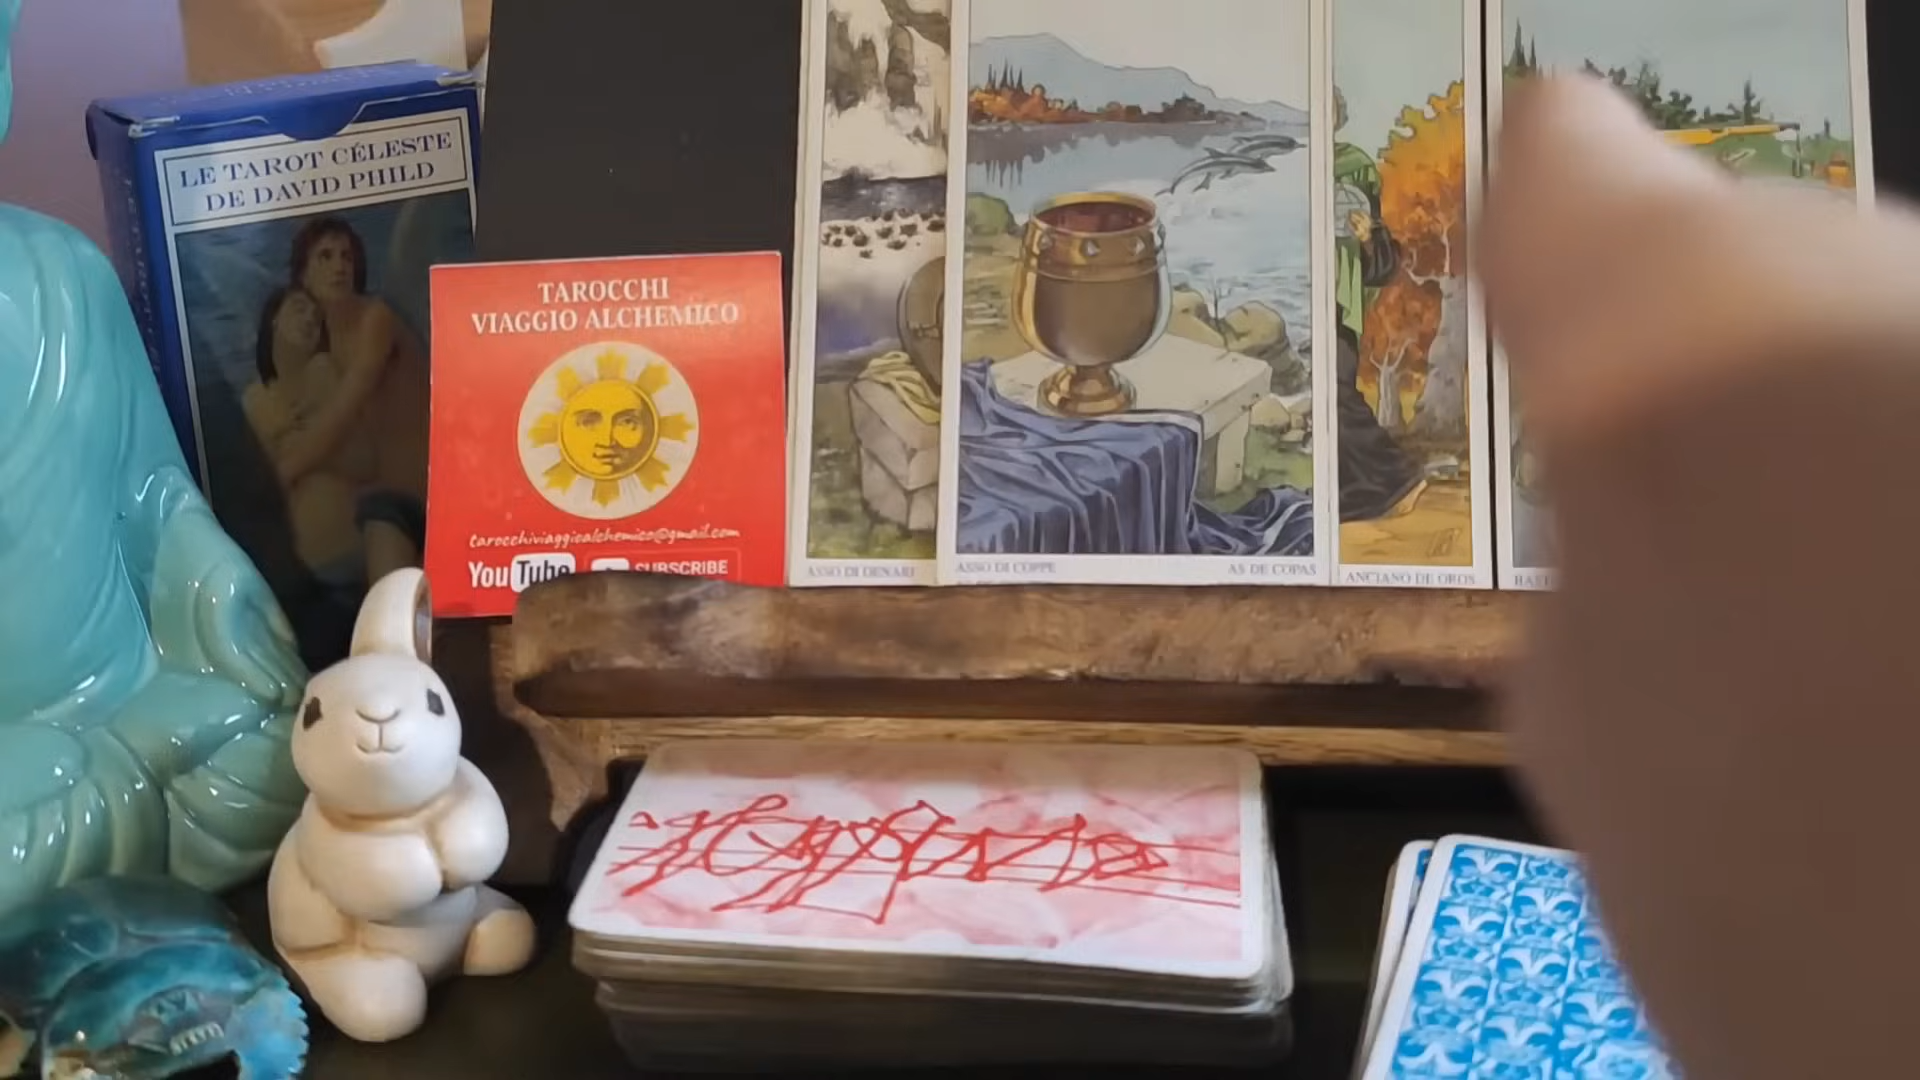 LE TAROT CÉLESTE
DE DAVID PHILD
TAROCCHI
VIAGGIO ALCHEMICO
tarocchiviaggioalchemico@gmail.com
YouTube SUBSCRIBE
ASSO DI DENARI
ASSO DI COPPE AS DE COPAS
ANCIANO DE OROS